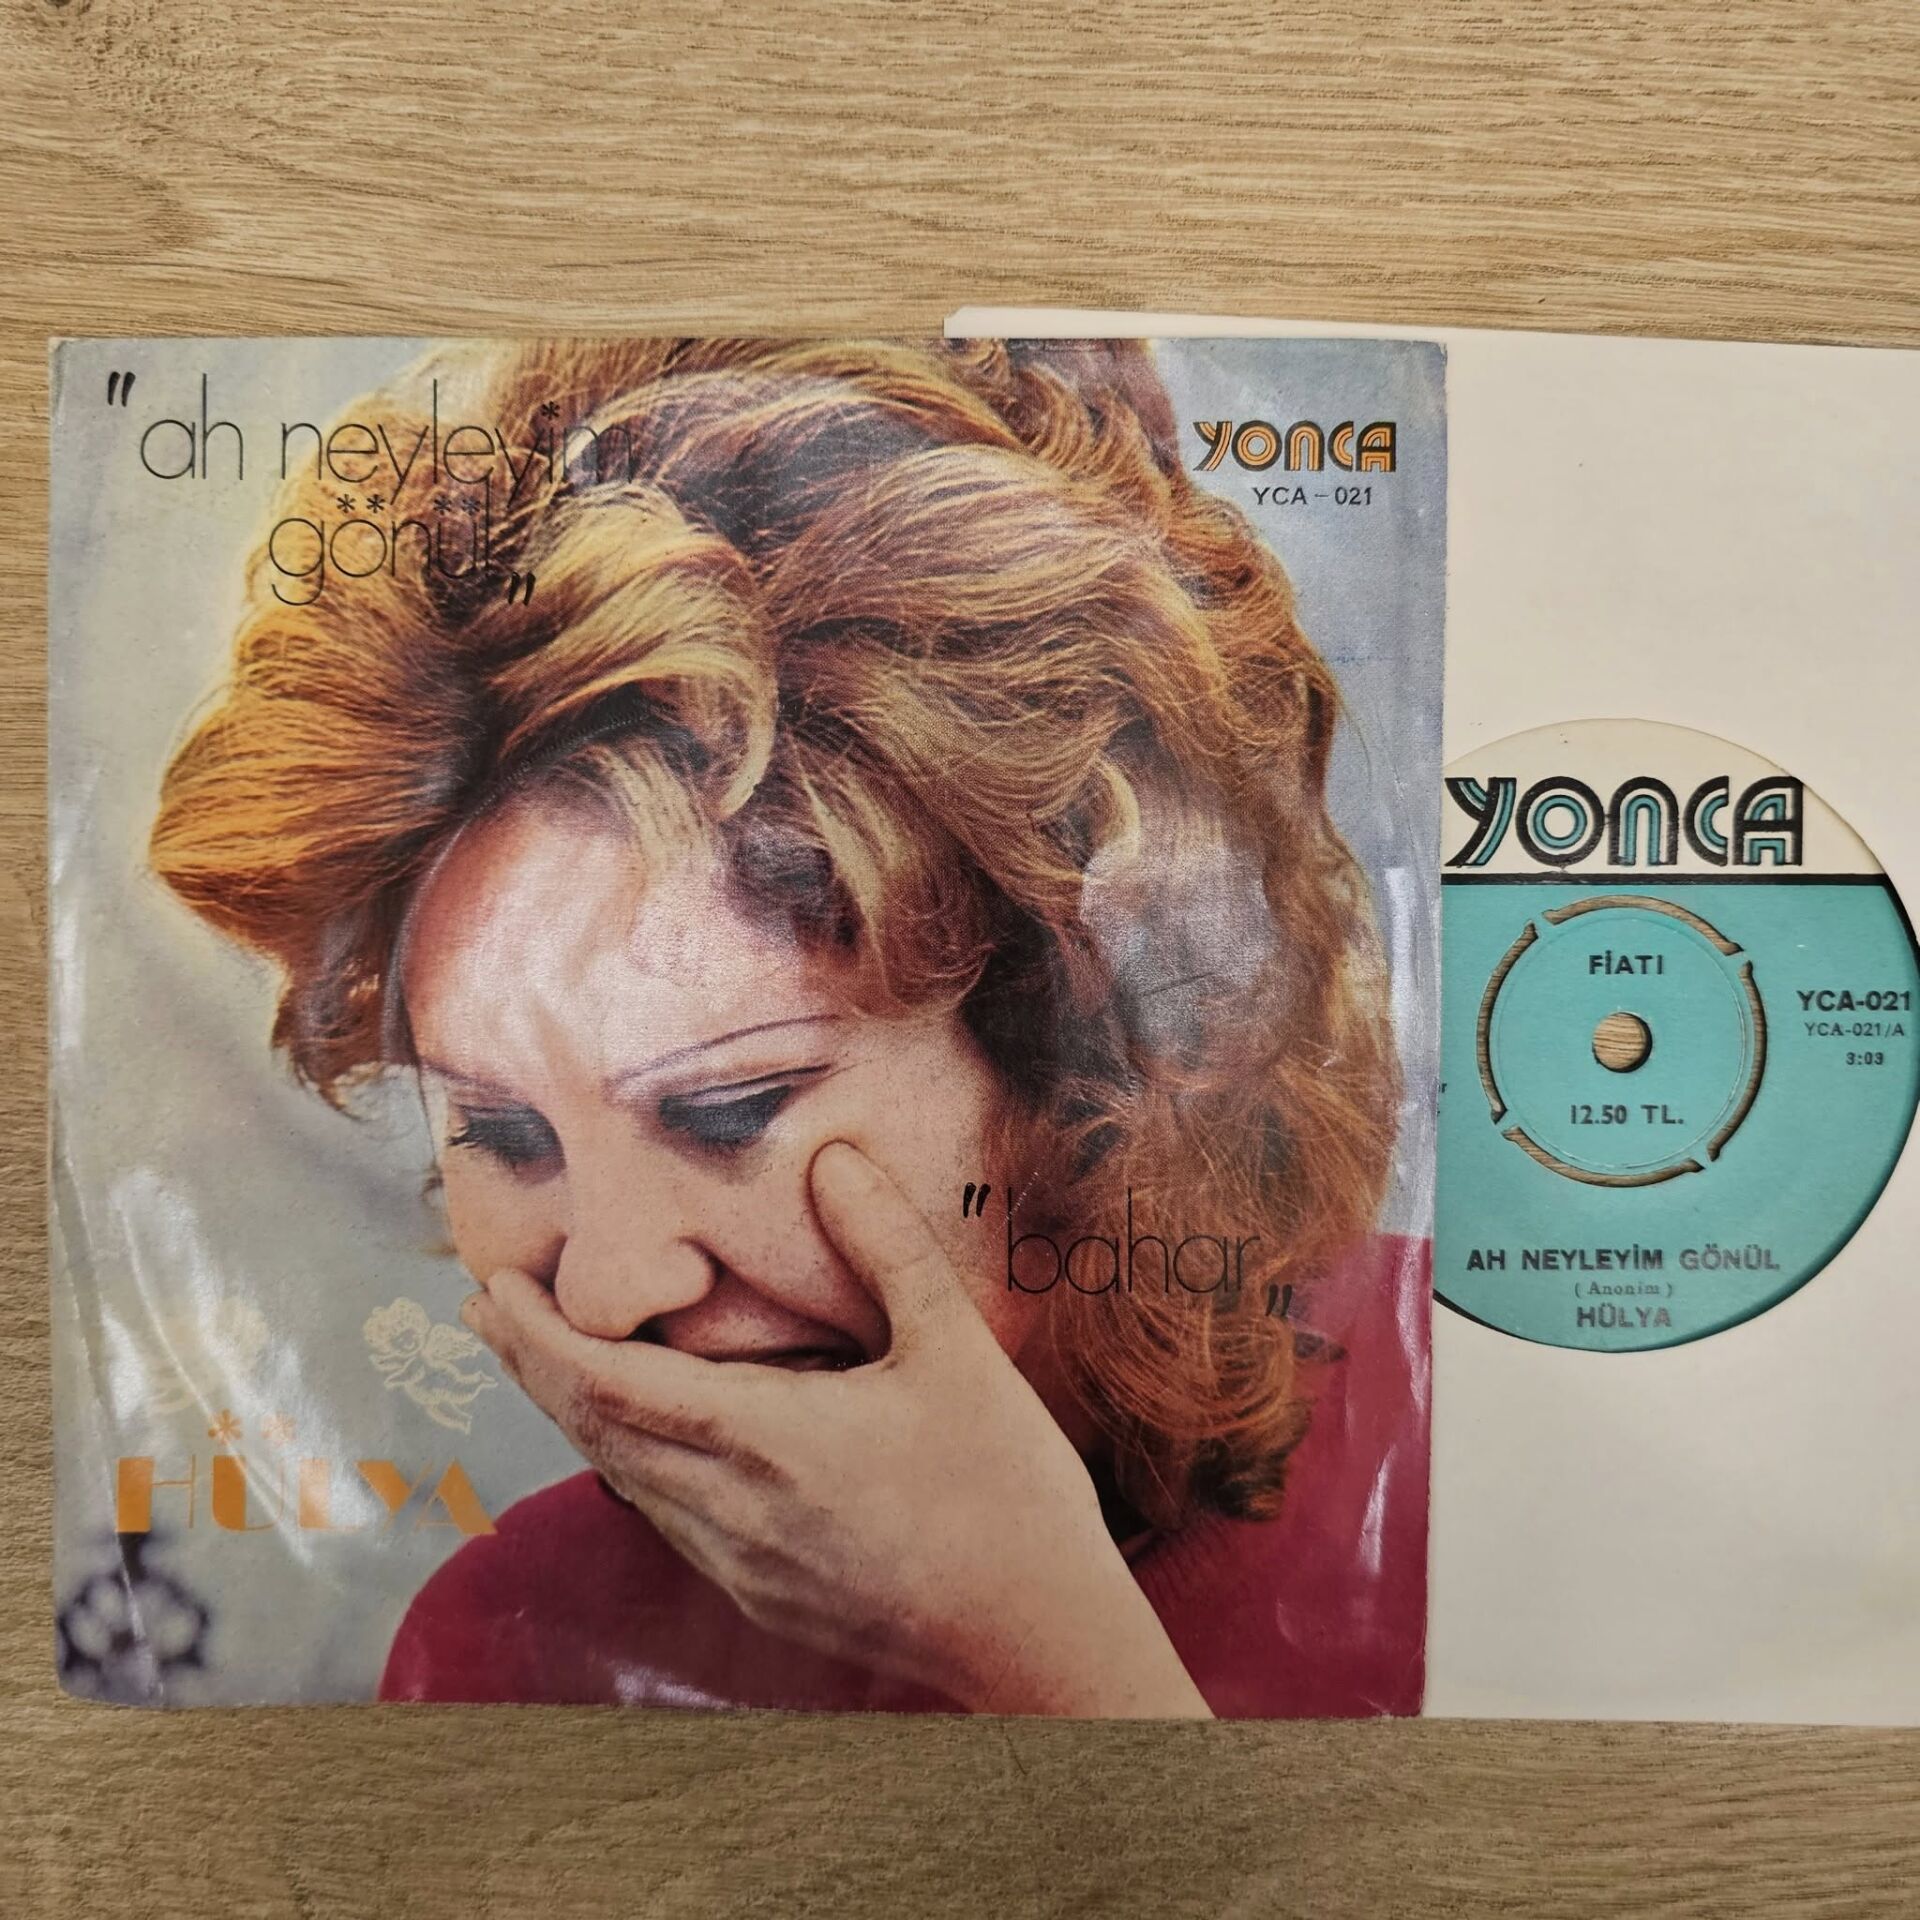 "ah neyleyim
gönül"
YONCA
YCA-021
"bahar"
HÜLYA
YONCA
FİATI
12.50 TL.
YCA-021
YCA-021/A
3:03
AH NEYLEYİM GÖNÜL
( Anonim )
HÜLYA